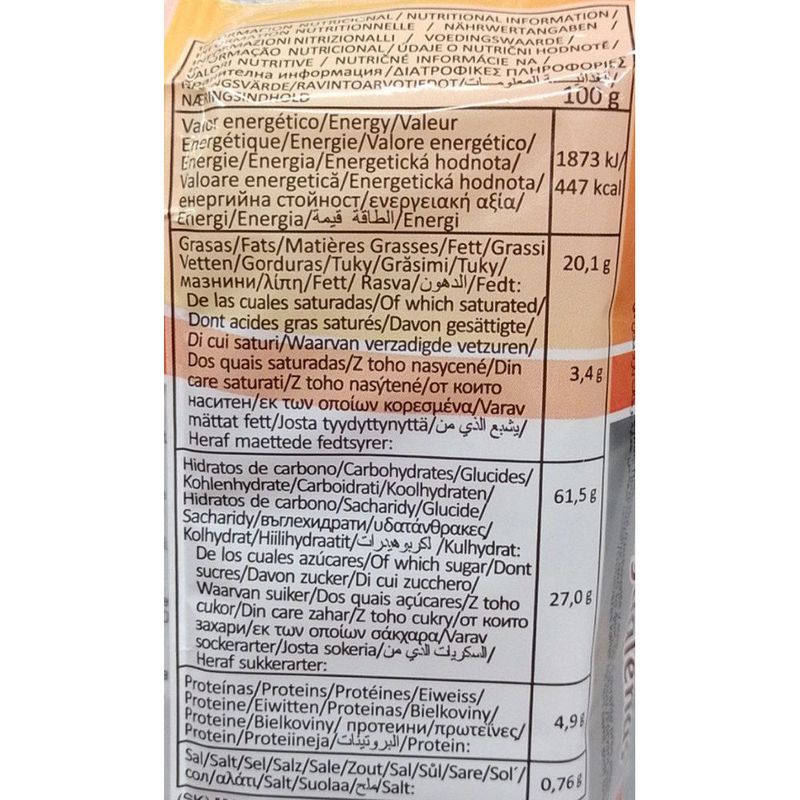 NUTRICIONAL/NUTRITIONAL INFORMATION/
NUTRITIONNELLE / NÄHRWERTANGABEN /
NITRIZIONALLI / VOEDINGSWAARDE /
NUTRICIONAL/ÚDAJE O NUTRIČNÍ HODNOTĚ/
VALORI NUTRITIVE / NUTRIČNÉ INFORMÁCIE NA /
информация/ΔΙΑΤΡΟΦΙΚΕΣ ΠΛΗΡΟΦΟΡΙΕΣ
NÄRINGSVÄRDE/RAVINTOARVOTIEDOT/
NÆRINGSINDHOLD
100 g
Valor energético/Energy/Valeur
Energétique/Energie/Valore energético/
Energie/Energia/Energetická hodnota/
Valoare energetică/Energetická hodnota/
енергийна стойност/ενεργειακή αξία/
Energi/Energia/الطاقة قيمة/Energi
1873 kJ/
447 kcal
Grasas/Fats/Matières Grasses/Fett/Grassi
Vetten/Gorduras/Tuky/Grăsimi/Tuky/
мазнини/λίπη/Fett/ Rasva/الدهون/Fedt:
20,1 g
De las cuales saturadas/Of which saturated/
Dont acides gras saturés/Davon gesättigte/
Di cui saturi/Waarvan verzadigde vetzuren/
Dos quais saturadas/Z toho nasycené/Din
care saturati/Z toho nasýtené/от които
наситен/εκ των οποίων κορεσμένα/Varav
mättat fett/Josta tyydyttynyttä/يشبع الذي من/
Heraf maettede fedtsyrer:
3,4 g
Hidratos de carbono/Carbohydrates/Glucides/
Kohlenhydrate/Carboidrati/Koolhydraten/
Hidratos de carbono/Sacharidy/Glucide/
Sacharidy/въглехидрати/υδατάνθρακες/
Kolhydrat/Hiilihydraatit/لكربوهيدرات/Kulhydrat:
61,5 g
De los cuales azúcares/Of which sugar/Dont
sucres/Davon zucker/Di cui zucchero/
Waarvan suiker/Dos quais açúcares/Z toho
cukor/Din care zahar/Z toho cukry/от които
захари/εκ των οποίων σάκχαρα/Varav
sockerarter/Josta sokeria/السكريات الذي من/
Heraf sukkerarter:
27,0 g
Proteínas/Proteins/Protéines/Eiweiss/
Proteine/Eiwitten/Proteinas/Bielkoviny/
Proteine/Bielkoviny/ протеини/πρωτεΐνες/
Protein/Proteiineja/البروتينات/Protein:
4,9 g
Sal/Salt/Sel/Salz/Sale/Zout/Sal/Sůl/Sare/Sol´/
сол/αλάτι/Salt/Suolaa/ملح/Salt:
0,76 g
(SK)